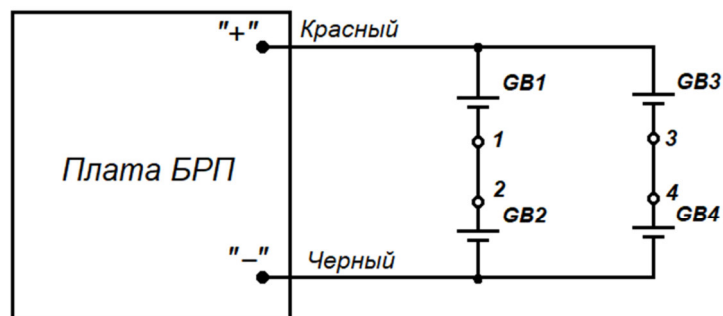 "+"
Красный
GB1
GB3
1
3
Плата БРП
2
4
GB2
GB4
"–"
Черный